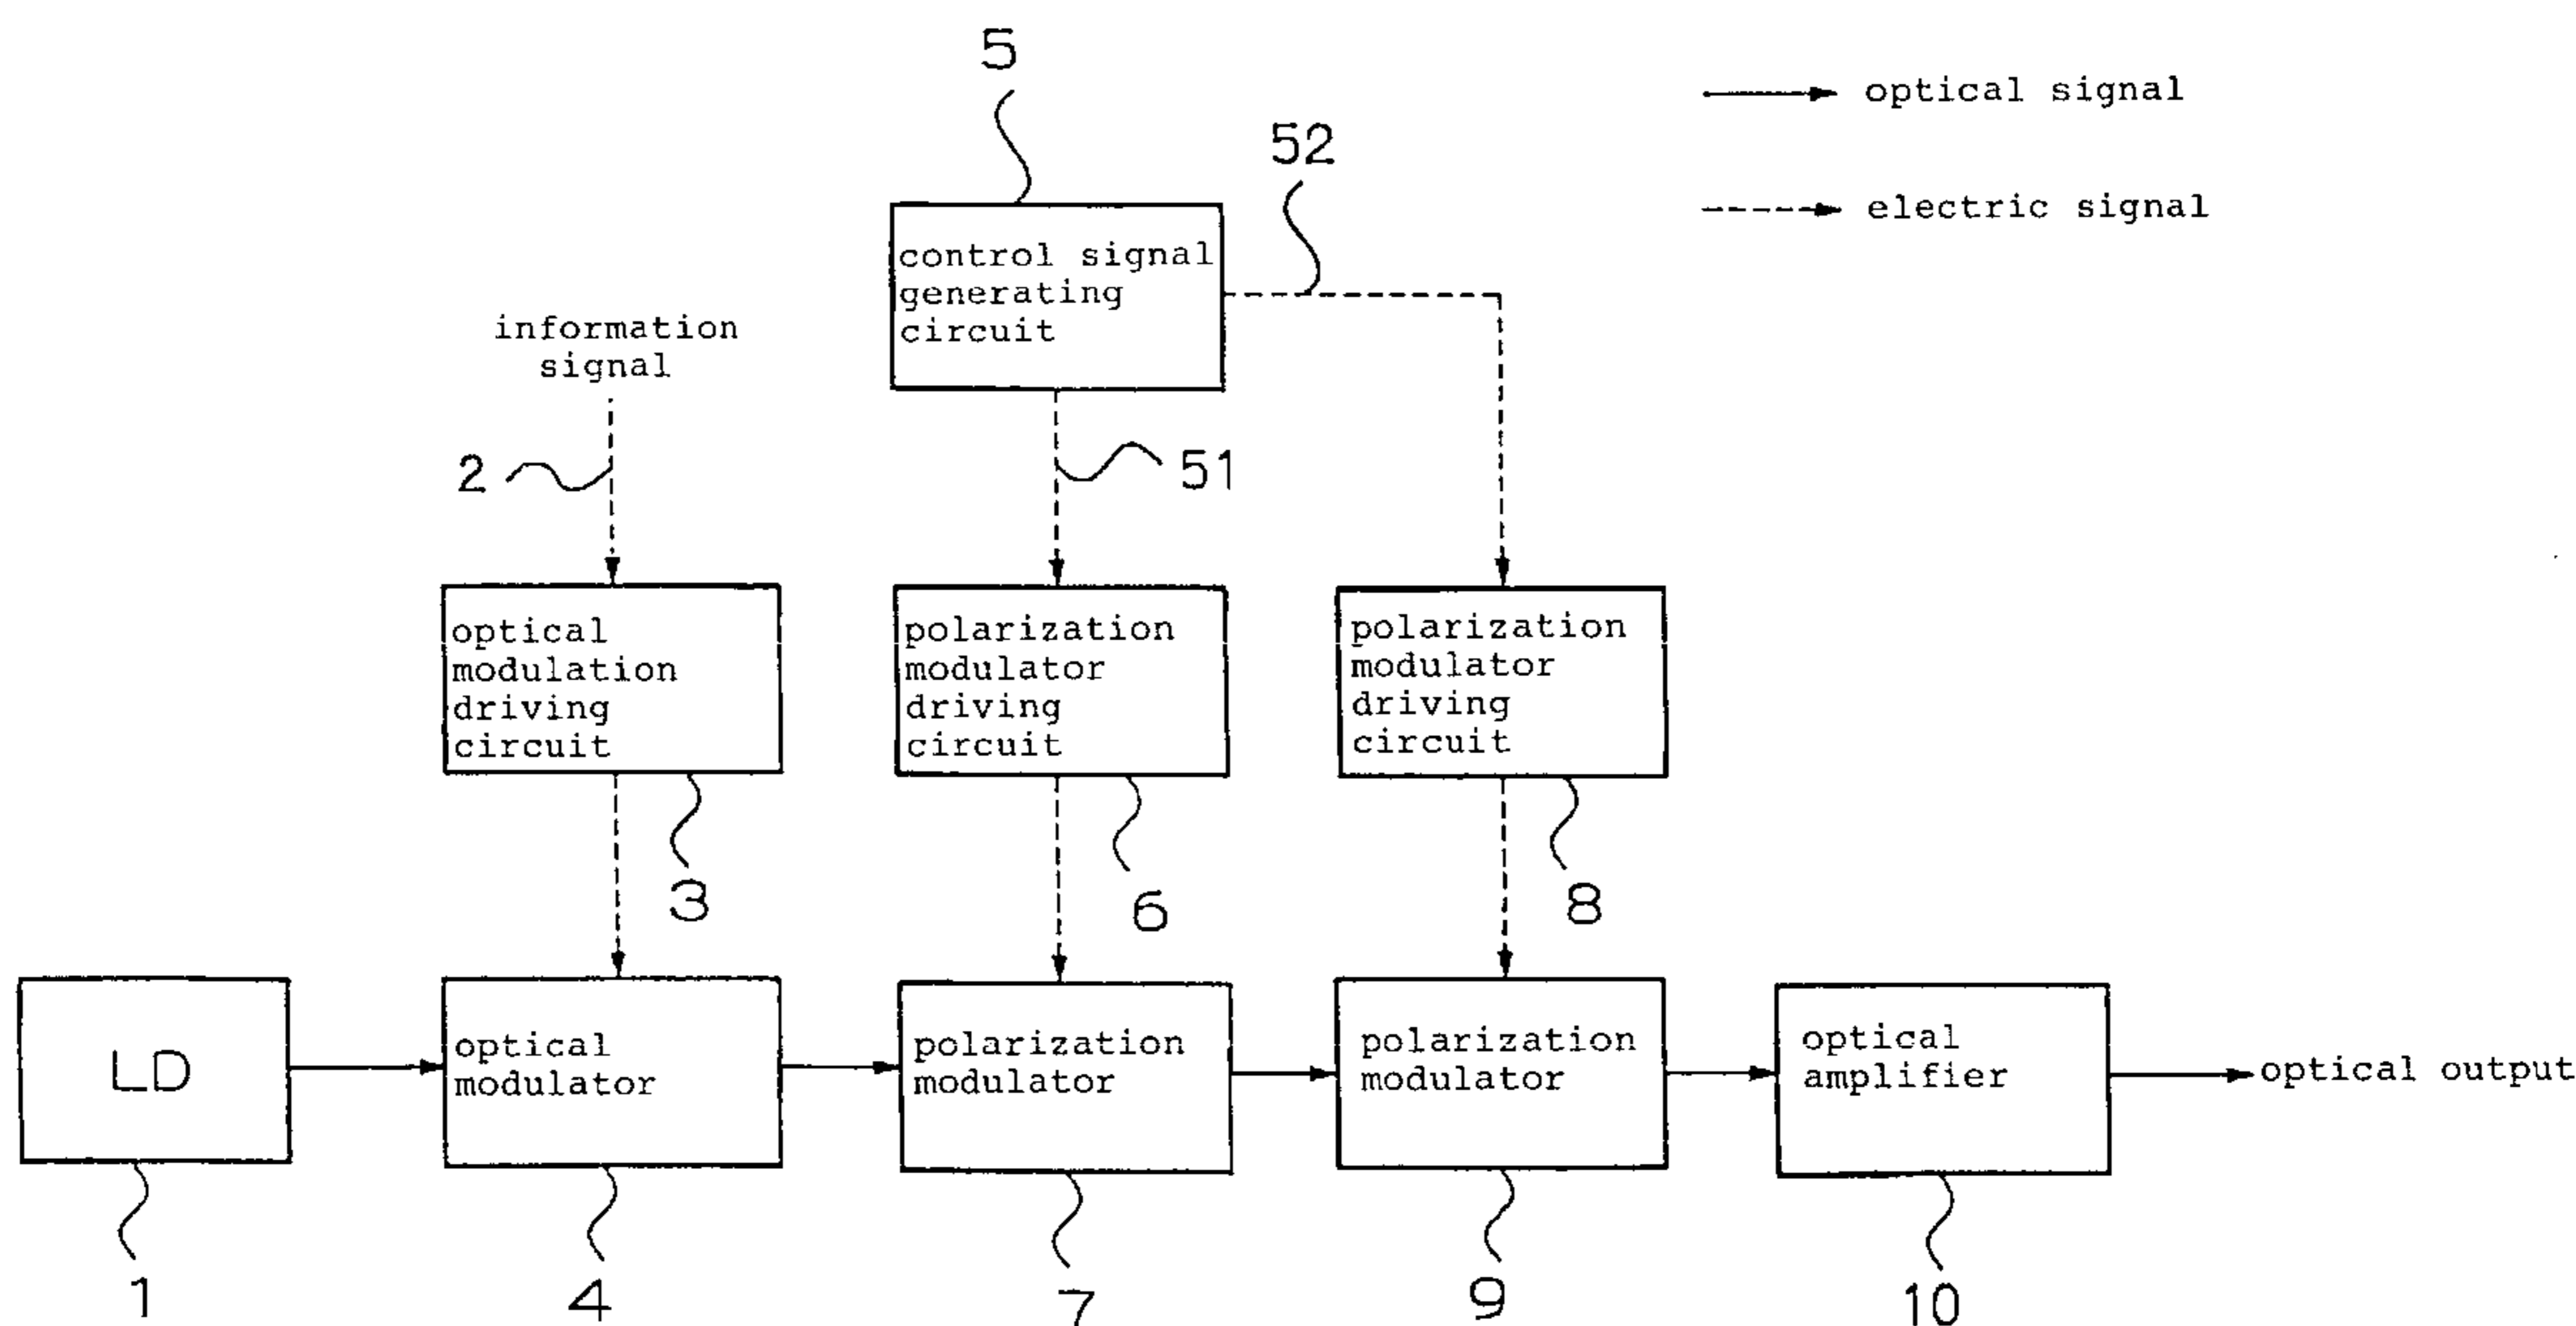 5
optical signal
52
electric signal
control signal
generating
circuit
information
signal
2
51
optical
modulation
driving
circuit
polarization
modulator
driving
circuit
polarization
modulator
driving
circuit
3
6
8
LD
optical
modulator
polarization
modulator
polarization
modulator
optical
amplifier
optical output
1
4
7
9
10